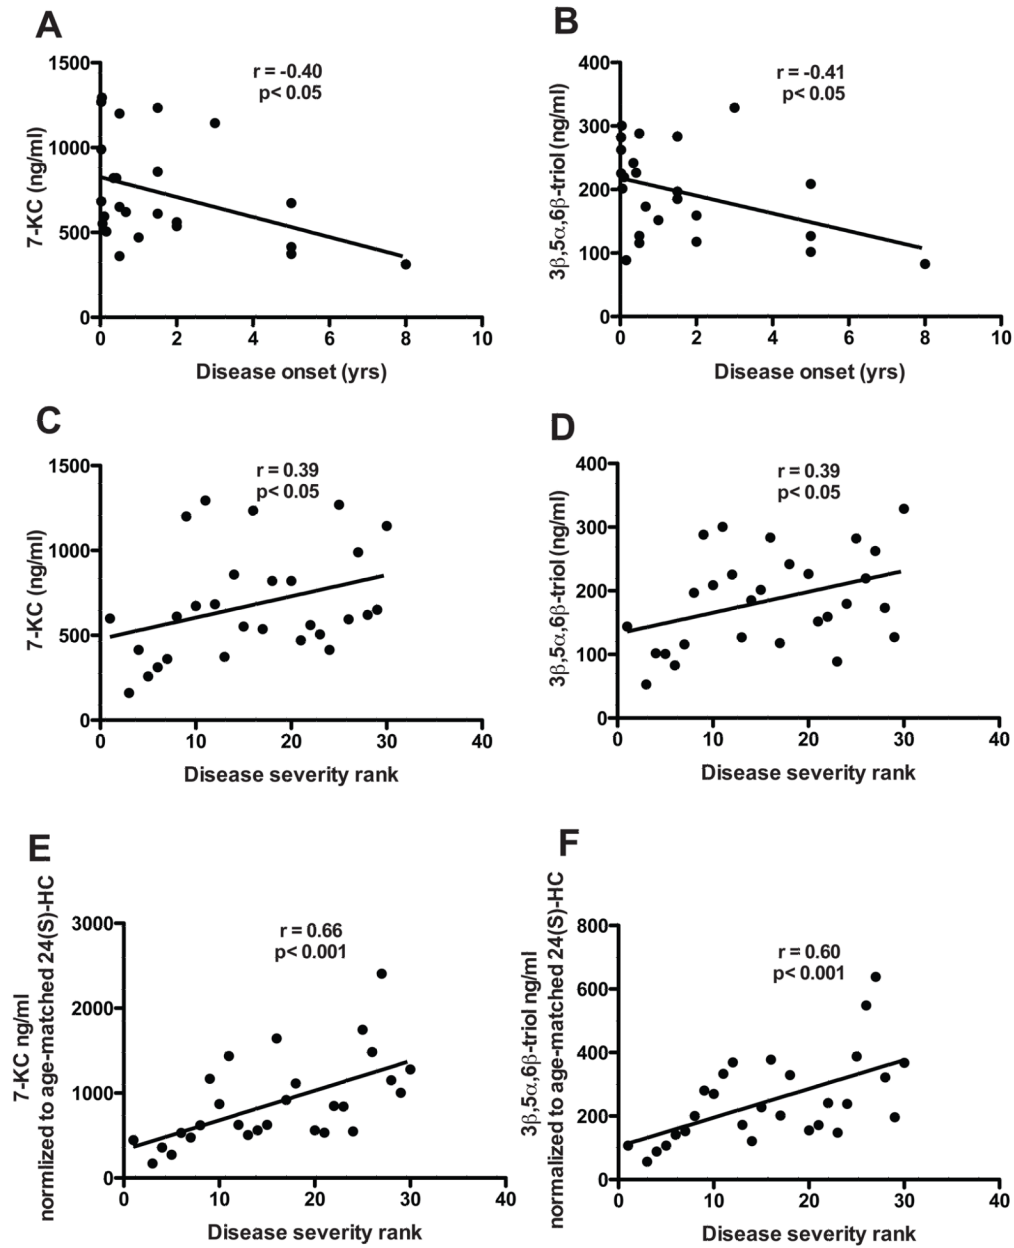 A
r = -0.40
p< 0.05
7-KC (ng/ml)
1500
1000
500
0
0 2 4 6 8 10
Disease onset (yrs)
B
r = -0.41
p< 0.05
3β,5α,6β-triol (ng/ml)
400
300
200
100
0
0 2 4 6 8 10
Disease onset (yrs)
C
r = 0.39
p< 0.05
7-KC (ng/ml)
1500
1000
500
0
0 10 20 30 40
Disease severity rank
D
r = 0.39
p< 0.05
3β,5α,6β-triol (ng/ml)
400
300
200
100
0
0 10 20 30 40
Disease severity rank
E
r = 0.66
p< 0.001
7-KC ng/ml
normlized to age-matched 24(S)-HC
3000
2000
1000
0
0 10 20 30 40
Disease severity rank
F
r = 0.60
p< 0.001
3β,5α,6β-triol ng/ml
normalized to age-matched 24(S)-HC
800
600
400
200
0
0 10 20 30 40
Disease severity rank